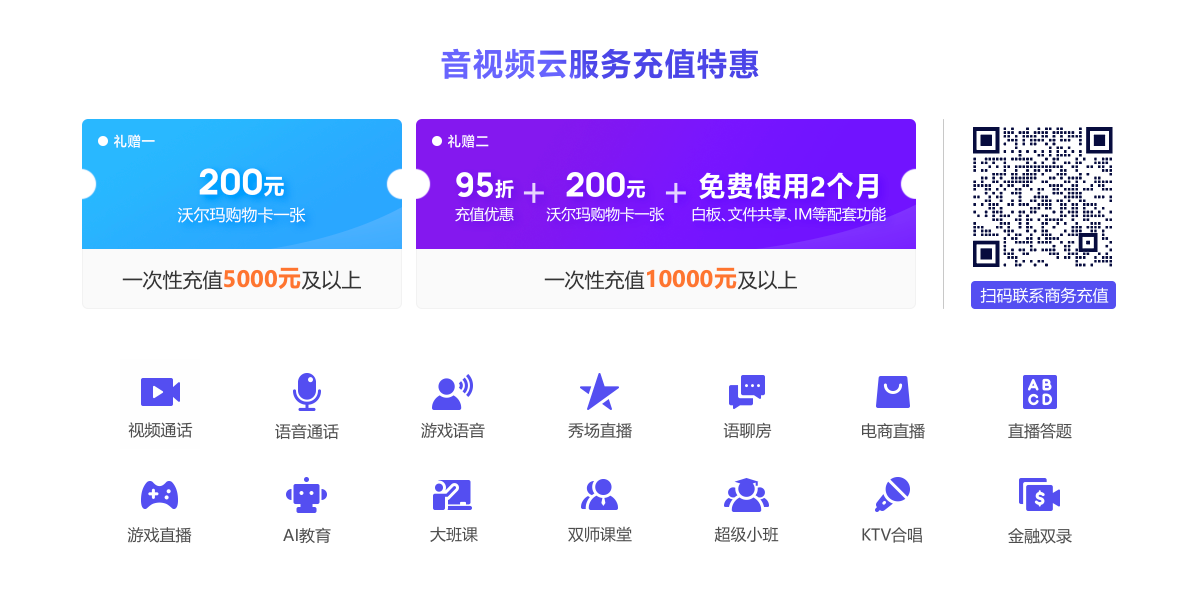 音视频云服务充值特惠
礼赠一
200元
沃尔玛购物卡一张
一次性充值5000元及以上
礼赠二
95折 + 200元 + 免费使用2个月
充值优惠 沃尔玛购物卡一张 白板、文件共享、IM等配套功能
一次性充值10000元及以上
扫码联系商务充值
视频通话 语音通话 游戏语音 秀场直播 语聊房 电商直播 直播答题
AB
CD
游戏直播 AI教育 大班课 双师课堂 超级小班 KTV合唱 金融双录
$